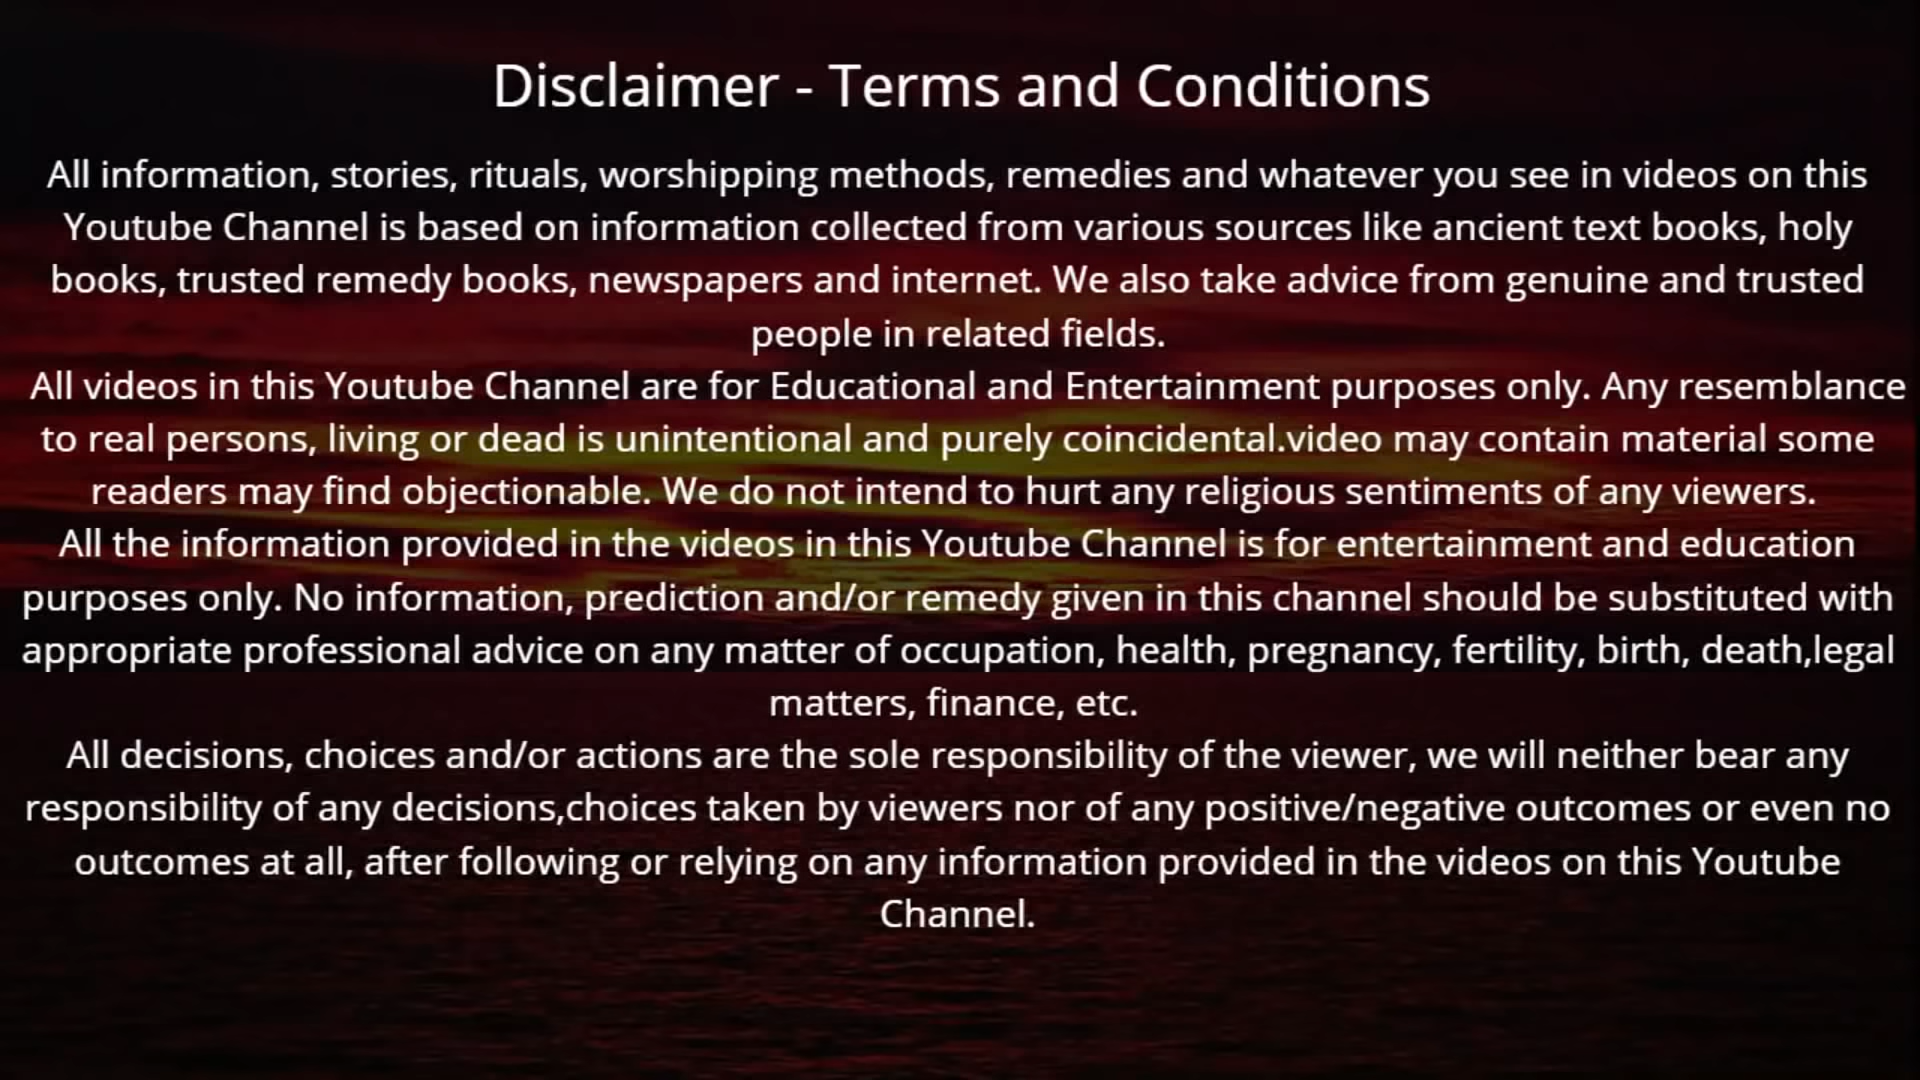 Disclaimer - Terms and Conditions
All information, stories, rituals, worshipping methods, remedies and whatever you see in videos on this
Youtube Channel is based on information collected from various sources like ancient text books, holy
books, trusted remedy books, newspapers and internet. We also take advice from genuine and trusted
people in related fields.
All videos in this Youtube Channel are for Educational and Entertainment purposes only. Any resemblance
to real persons, living or dead is unintentional and purely coincidental.video may contain material some
readers may find objectionable. We do not intend to hurt any religious sentiments of any viewers.
All the information provided in the videos in this Youtube Channel is for entertainment and education
purposes only. No information, prediction and/or remedy given in this channel should be substituted with
appropriate professional advice on any matter of occupation, health, pregnancy, fertility, birth, death,legal
matters, finance, etc.
All decisions, choices and/or actions are the sole responsibility of the viewer, we will neither bear any
responsibility of any decisions,choices taken by viewers nor of any positive/negative outcomes or even no
outcomes at all, after following or relying on any information provided in the videos on this Youtube
Channel.